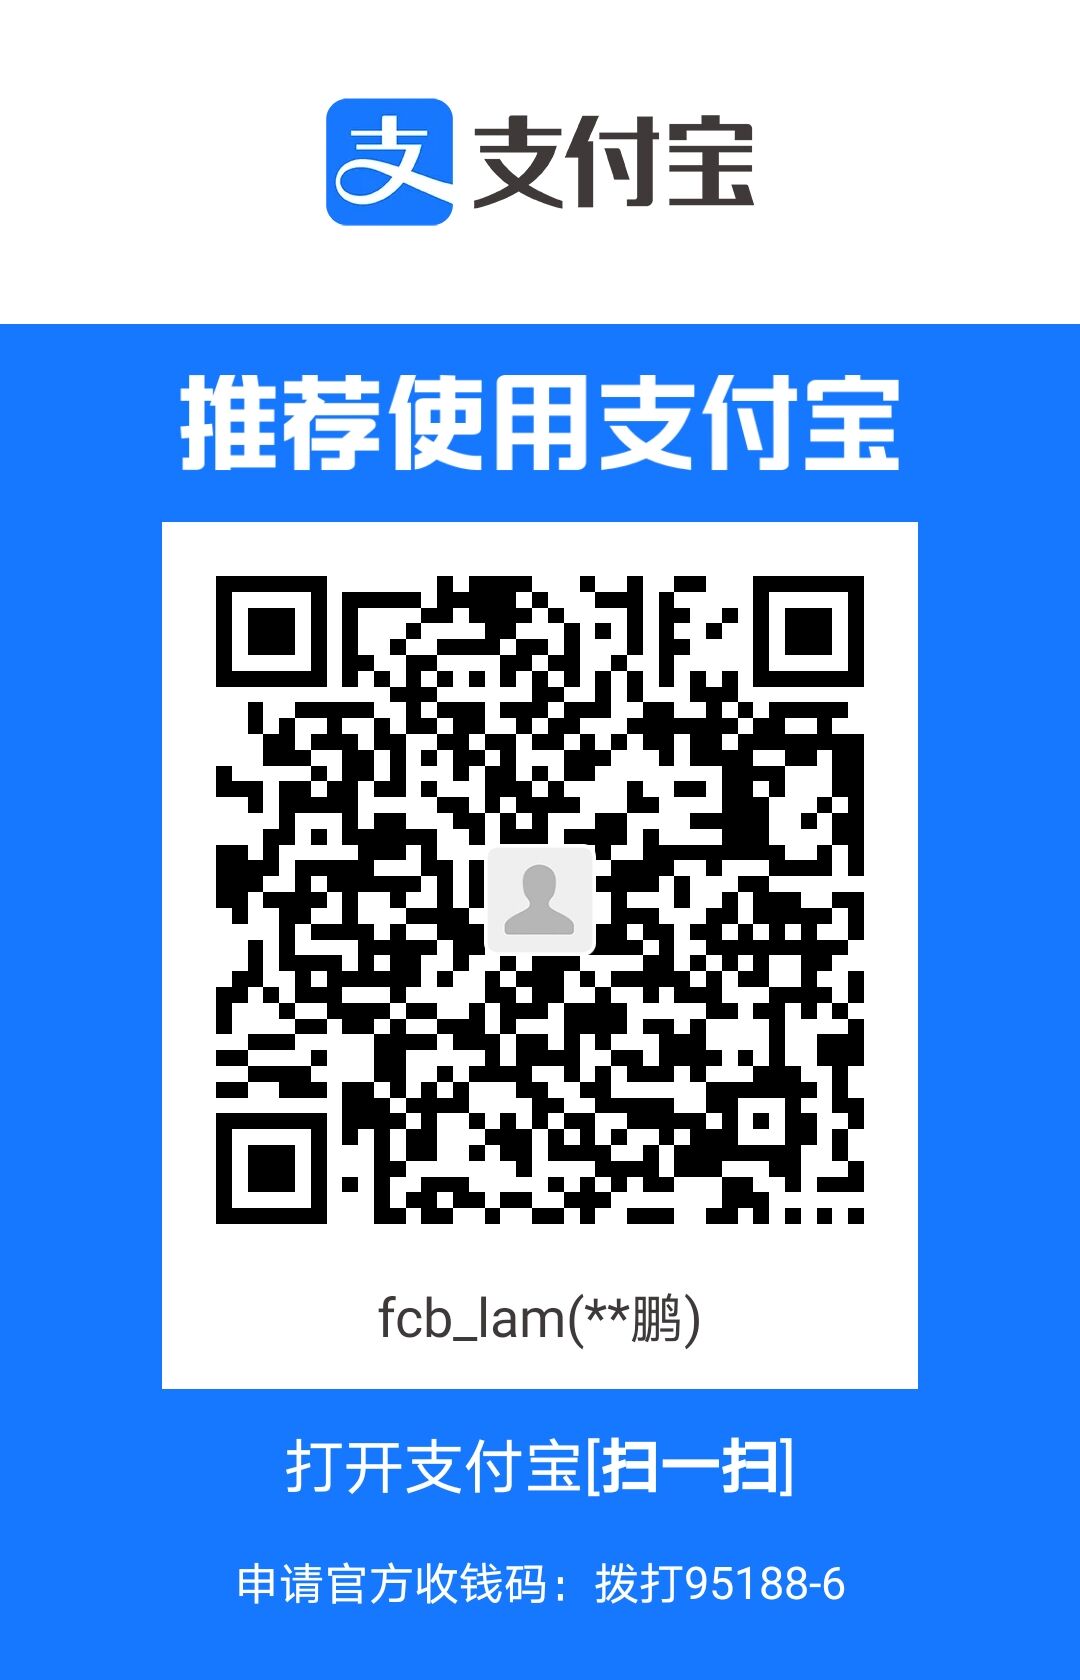 支 支付宝
推荐使用支付宝
fcb_lam(**鹏)
打开支付宝[扫一扫]
申请官方收钱码：拨打95188-6